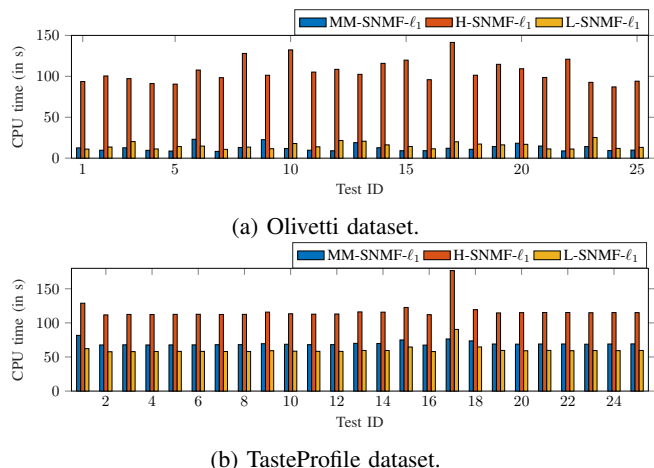 MM-SNMF-ℓ₁ H-SNMF-ℓ₁ L-SNMF-ℓ₁
150
100
50
0
CPU time (in s)
1 5 10 15 20 25
Test ID
(a) Olivetti dataset.
MM-SNMF-ℓ₁ H-SNMF-ℓ₁ L-SNMF-ℓ₁
150
100
50
0
CPU time (in s)
2 4 6 8 10 12 14 16 18 20 22 24
Test ID
(b) TasteProfile dataset.